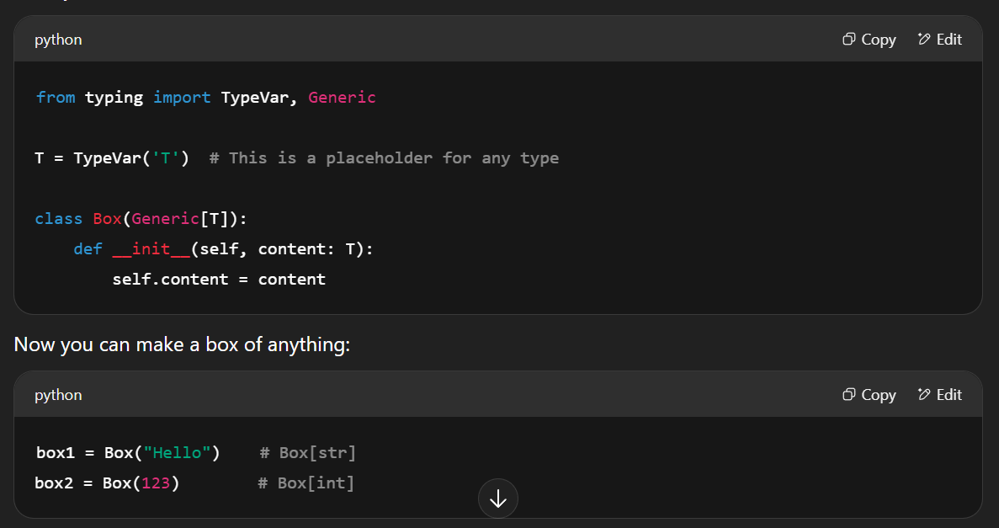 python
Copy Edit
from typing import TypeVar, Generic
T = TypeVar('T')  # This is a placeholder for any type
class Box(Generic[T]):
    def __init__(self, content: T):
        self.content = content
Now you can make a box of anything:
python
Copy Edit
box1 = Box("Hello")    # Box[str]
box2 = Box(123)        # Box[int]